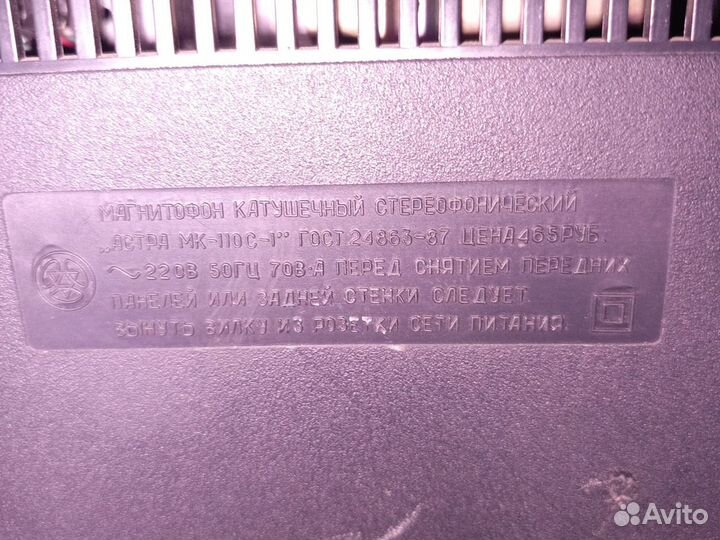 МАГНИТОФОН КАТУШЕЧНЫЙ СТЕРЕОФОНИЧЕСКИЙ
„АСТРА МК-110С-1" ГОСТ 24863-87 ЦЕНА 465 РУБ.
~220В 50ГЦ 70В·А ПЕРЕД СНЯТИЕМ ПЕРЕДНИХ
ПАНЕЛЕЙ ИЛИ ЗАДНЕЙ СТЕНКИ СЛЕДУЕТ
ВЫНУТЬ ВИЛКУ ИЗ РОЗЕТКИ СЕТИ ПИТАНИЯ.
Avito